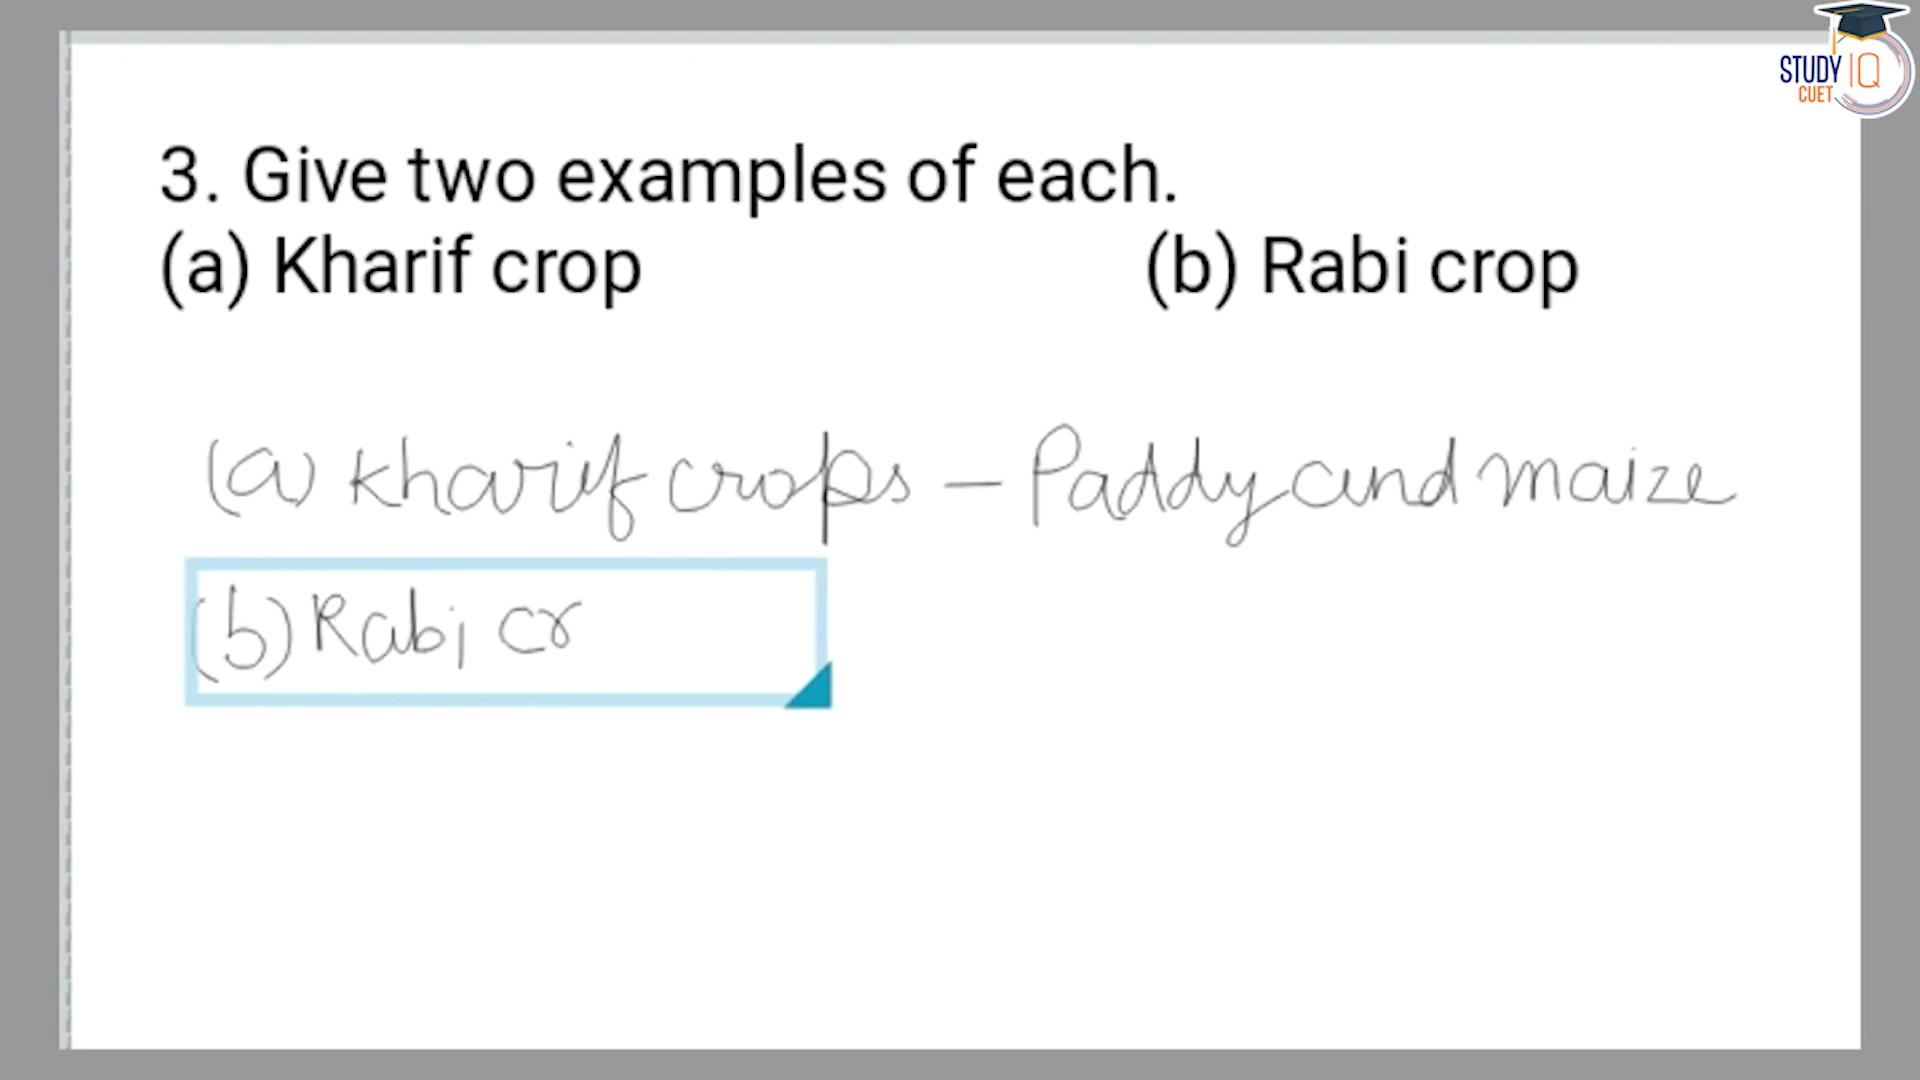 STUDY IQ
CUET
3. Give two examples of each.
(a) Kharif crop (b) Rabi crop
(a) Kharif crops – Paddy and maize
(b) Rabi cr